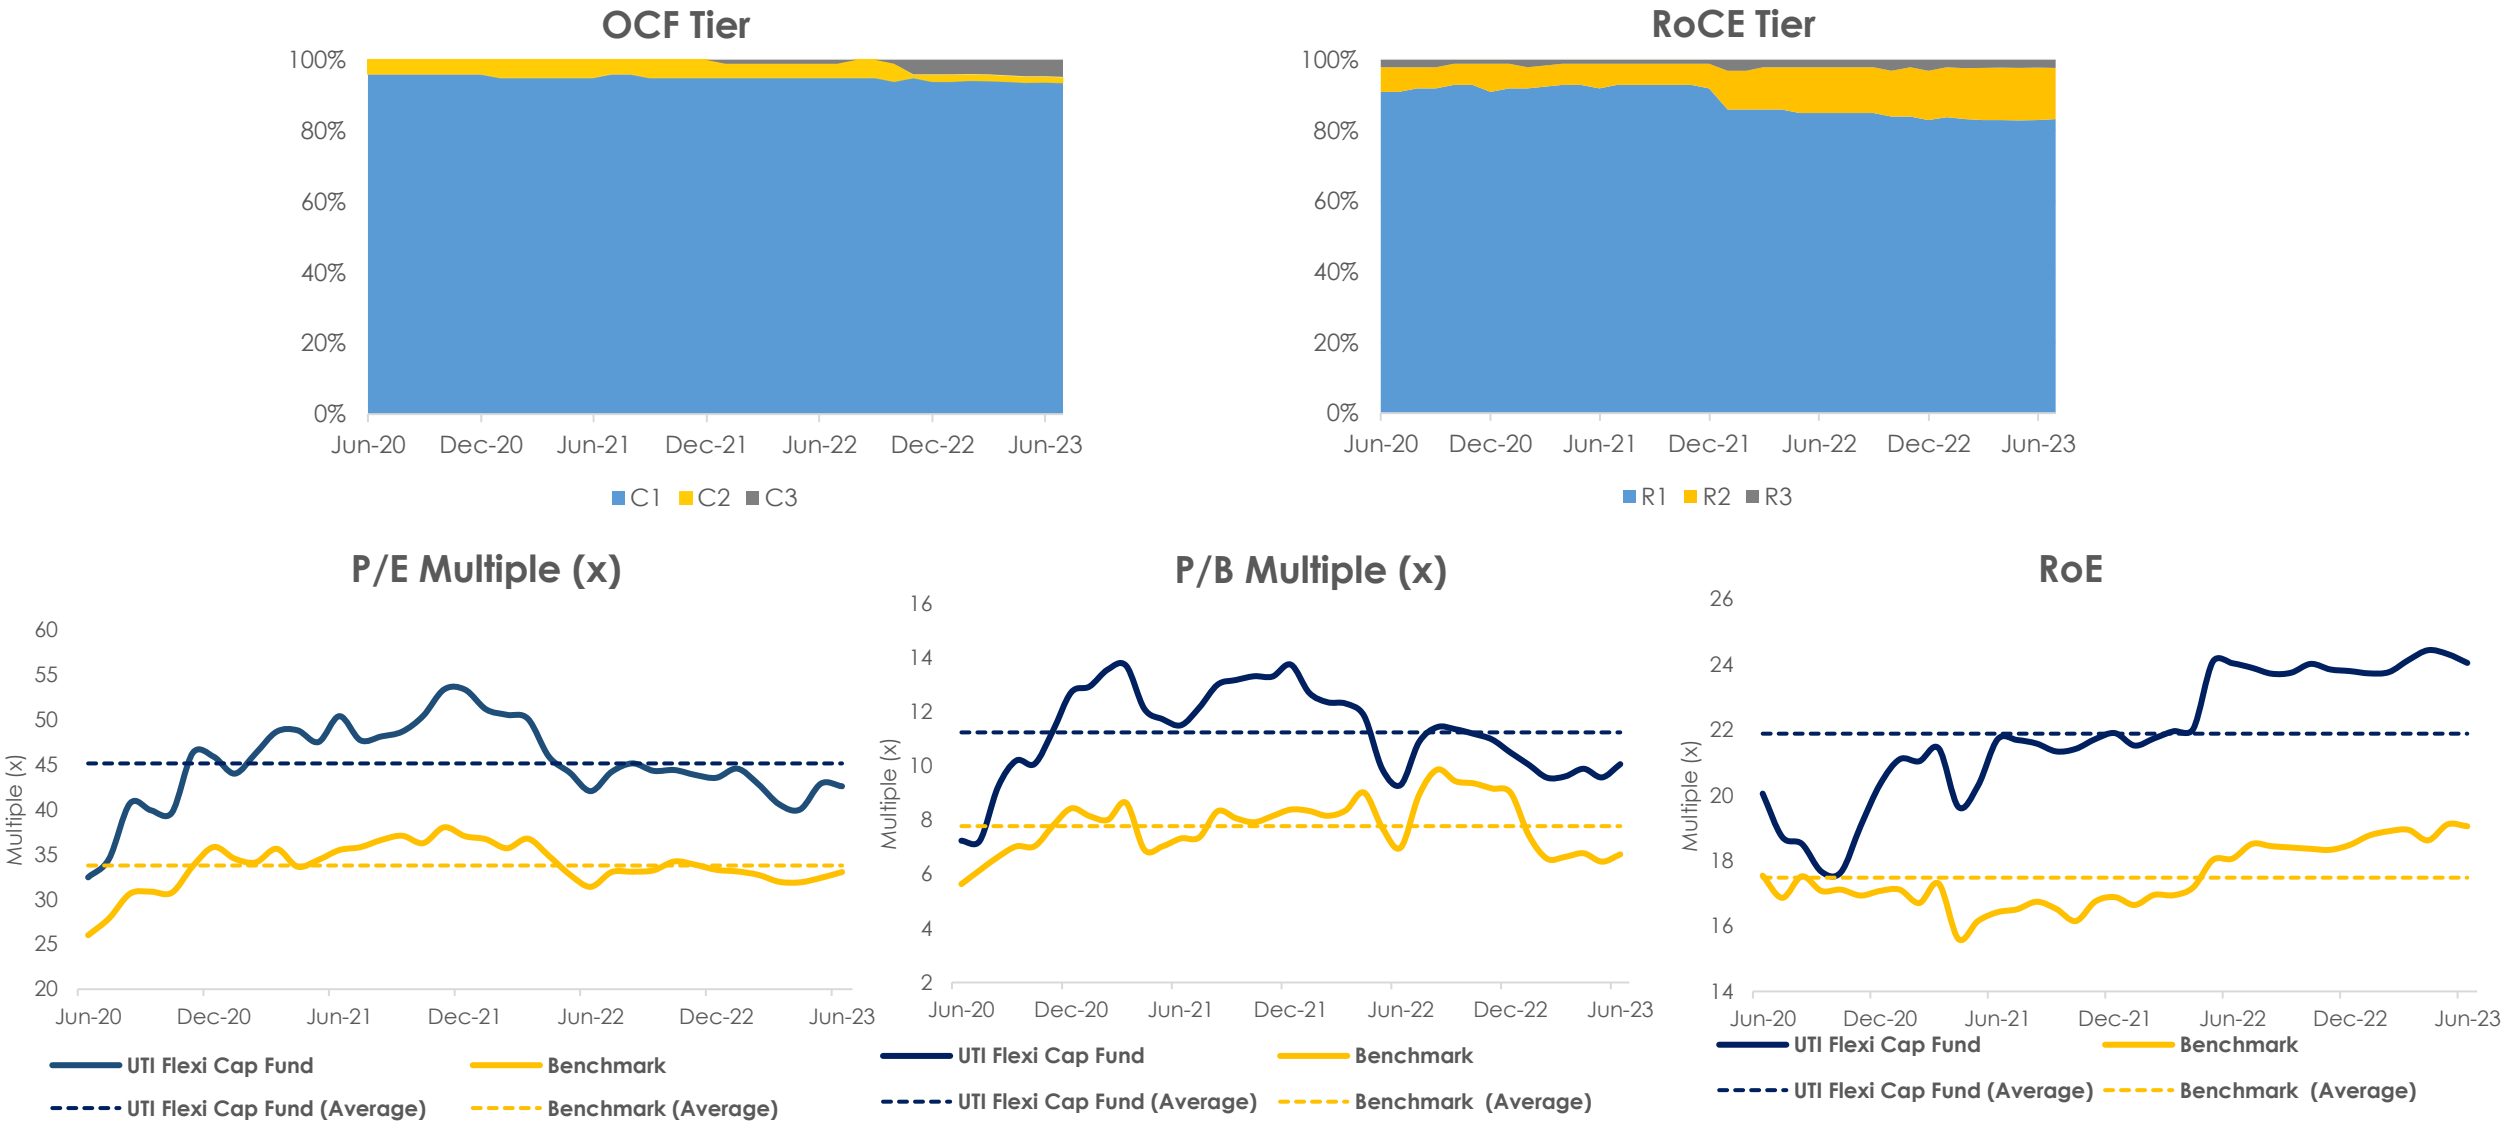 OCF Tier
100%
80%
60%
40%
20%
0%
Jun-20 Dec-20 Jun-21 Dec-21 Jun-22 Dec-22 Jun-23
C1 C2 C3
RoCE Tier
100%
80%
60%
40%
20%
0%
Jun-20 Dec-20 Jun-21 Dec-21 Jun-22 Dec-22 Jun-23
R1 R2 R3
P/E Multiple (x)
Multiple (x)
60
55
50
45
40
35
30
25
20
Jun-20 Dec-20 Jun-21 Dec-21 Jun-22 Dec-22 Jun-23
UTI Flexi Cap Fund Benchmark
UTI Flexi Cap Fund (Average) Benchmark (Average)
P/B Multiple (x)
Multiple (x)
16
14
12
10
8
6
4
2
Jun-20 Dec-20 Jun-21 Dec-21 Jun-22 Dec-22 Jun-23
UTI Flexi Cap Fund Benchmark
UTI Flexi Cap Fund (Average) Benchmark (Average)
RoE
Multiple (x)
26
24
22
20
18
16
14
Jun-20 Dec-20 Jun-21 Dec-21 Jun-22 Dec-22 Jun-23
UTI Flexi Cap Fund Benchmark
UTI Flexi Cap Fund (Average) Benchmark (Average)